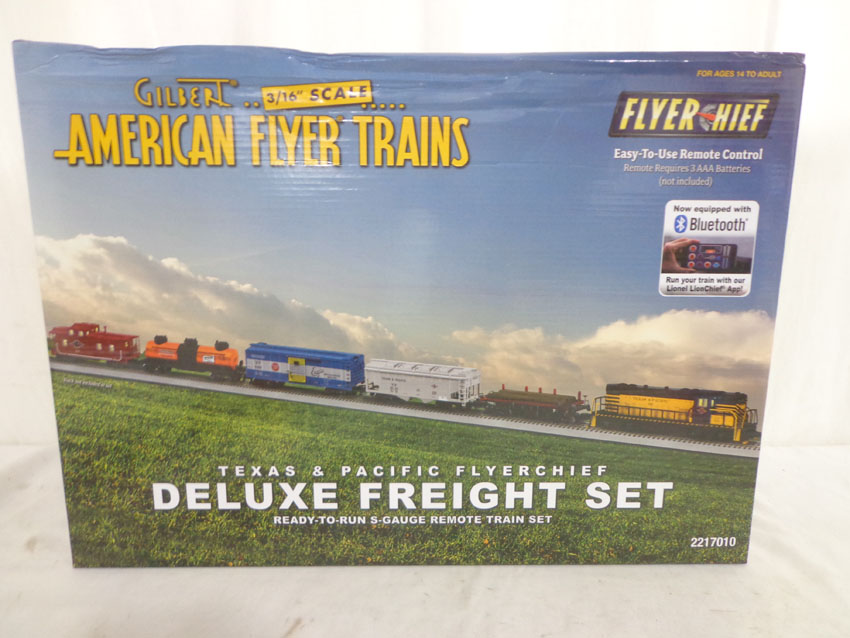 FOR AGES 14 TO ADULT
GILBERT
3/16" SCALE
AMERICAN FLYER TRAINS
FLYER CHIEF
Easy-To-Use Remote Control
Remote Requires 3 AAA Batteries
(not included)
Now equipped with
Bluetooth®
Run your train with our
Lionel LionChief® App!
TEXAS & PACIFIC FLYERCHIEF
DELUXE FREIGHT SET
READY-TO-RUN S-GAUGE REMOTE TRAIN SET
2217010